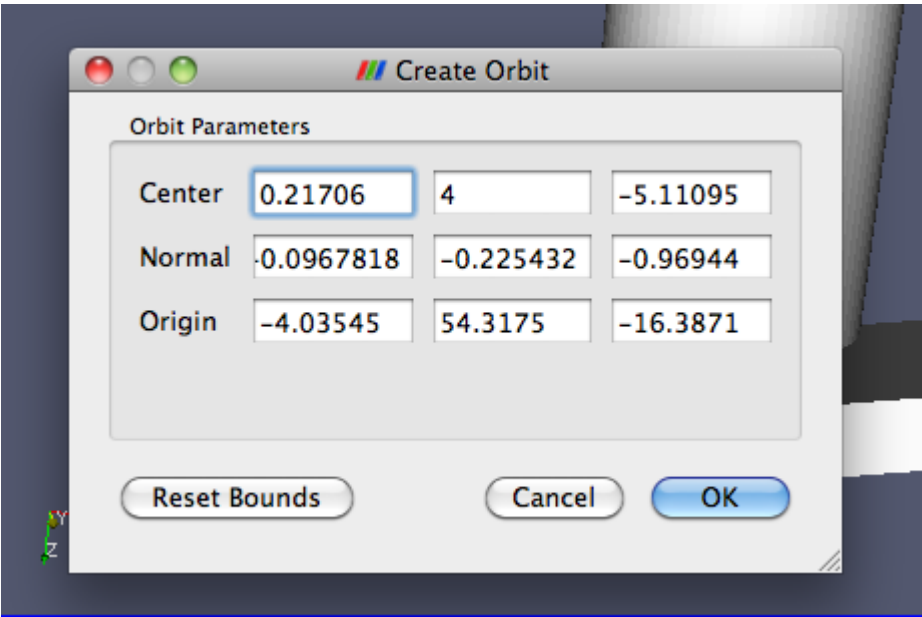 Create Orbit
Orbit Parameters
Center 0.21706 4 −5.11095
Normal -0.0967818 −0.225432 −0.96944
Origin −4.03545 54.3175 −16.3871
Reset Bounds Cancel OK
Y
Z